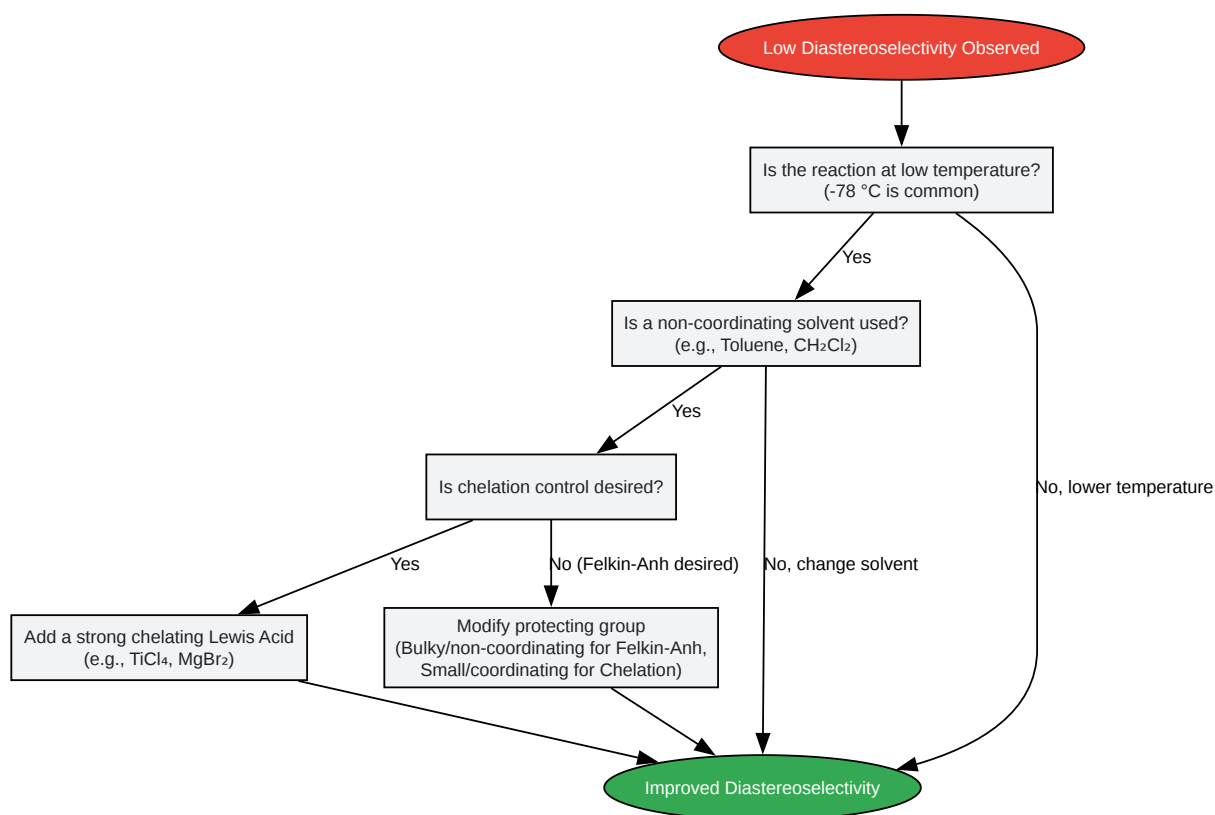 Low Diastereoselectivity Observed
Is the reaction at low temperature?
(-78 °C is common)
Yes
Is a non-coordinating solvent used?
(e.g., Toluene, CH₂Cl₂)
Yes
Is chelation control desired?
No, lower temperature
Yes
No (Felkin-Anh desired)
No, change solvent
Add a strong chelating Lewis Acid
(e.g., TiCl₄, MgBr₂)
Modify protecting group
(Bulky/non-coordinating for Felkin-Anh,
Small/coordinating for Chelation)
Improved Diastereoselectivity